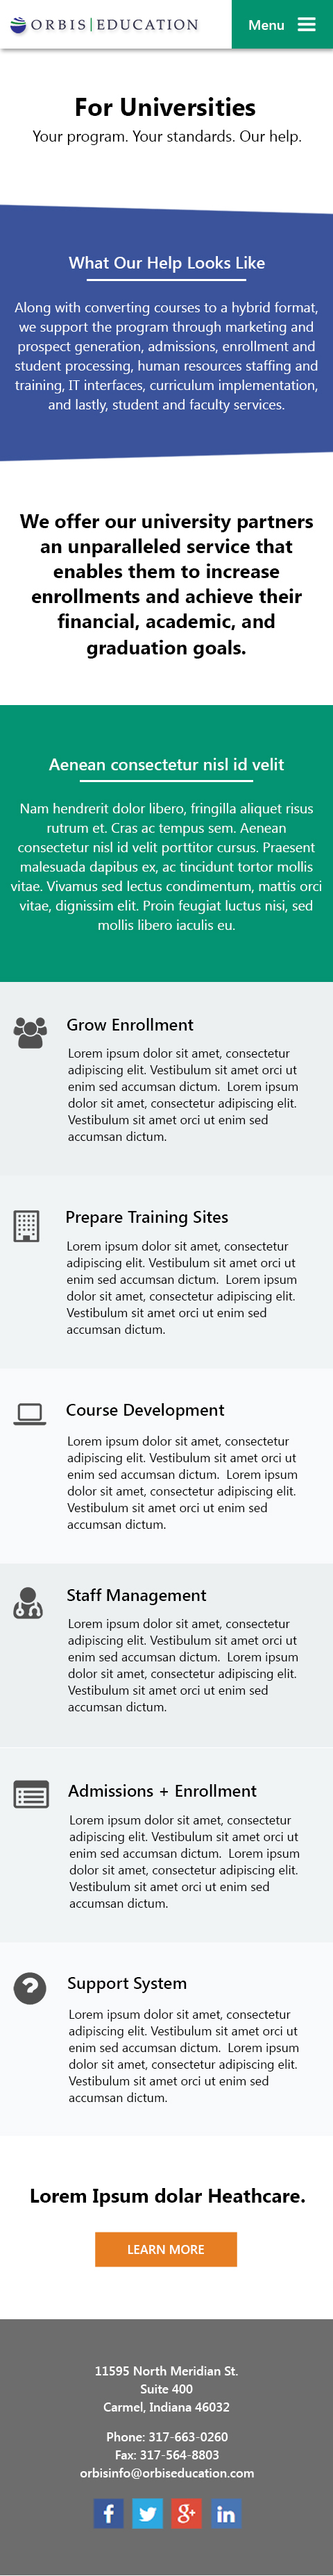 ORBIS|EDUCATION
Menu
For Universities
Your program. Your standards. Our help.
What Our Help Looks Like
Along with converting courses to a hybrid format,
we support the program through marketing and
prospect generation, admissions, enrollment and
student processing, human resources staffing and
training, IT interfaces, curriculum implementation,
and lastly, student and faculty services.
We offer our university partners
an unparalleled service that
enables them to increase
enrollments and achieve their
financial, academic, and
graduation goals.
Aenean consectetur nisl id velit
Nam hendrerit dolor libero, fringilla aliquet risus
rutrum et. Cras ac tempus sem. Aenean
consectetur nisl id velit porttitor cursus. Praesent
malesuada dapibus ex, ac tincidunt tortor mollis
vitae. Vivamus sed lectus condimentum, mattis orci
vitae, dignissim elit. Proin feugiat luctus nisi, sed
mollis libero iaculis eu.
Grow Enrollment
Lorem ipsum dolor sit amet, consectetur
adipiscing elit. Vestibulum sit amet orci ut
enim sed accumsan dictum.  Lorem ipsum
dolor sit amet, consectetur adipiscing elit.
Vestibulum sit amet orci ut enim sed
accumsan dictum.
Prepare Training Sites
Lorem ipsum dolor sit amet, consectetur
adipiscing elit. Vestibulum sit amet orci ut
enim sed accumsan dictum.  Lorem ipsum
dolor sit amet, consectetur adipiscing elit.
Vestibulum sit amet orci ut enim sed
accumsan dictum.
Course Development
Lorem ipsum dolor sit amet, consectetur
adipiscing elit. Vestibulum sit amet orci ut
enim sed accumsan dictum.  Lorem ipsum
dolor sit amet, consectetur adipiscing elit.
Vestibulum sit amet orci ut enim sed
accumsan dictum.
Staff Management
Lorem ipsum dolor sit amet, consectetur
adipiscing elit. Vestibulum sit amet orci ut
enim sed accumsan dictum.  Lorem ipsum
dolor sit amet, consectetur adipiscing elit.
Vestibulum sit amet orci ut enim sed
accumsan dictum.
Admissions + Enrollment
Lorem ipsum dolor sit amet, consectetur
adipiscing elit. Vestibulum sit amet orci ut
enim sed accumsan dictum.  Lorem ipsum
dolor sit amet, consectetur adipiscing elit.
Vestibulum sit amet orci ut enim sed
accumsan dictum.
Support System
Lorem ipsum dolor sit amet, consectetur
adipiscing elit. Vestibulum sit amet orci ut
enim sed accumsan dictum.  Lorem ipsum
dolor sit amet, consectetur adipiscing elit.
Vestibulum sit amet orci ut enim sed
accumsan dictum.
Lorem Ipsum dolar Heathcare.
LEARN MORE
11595 North Meridian St.
Suite 400
Carmel, Indiana 46032
Phone: 317-663-0260
Fax: 317-564-8803
orbisinfo@orbiseducation.com